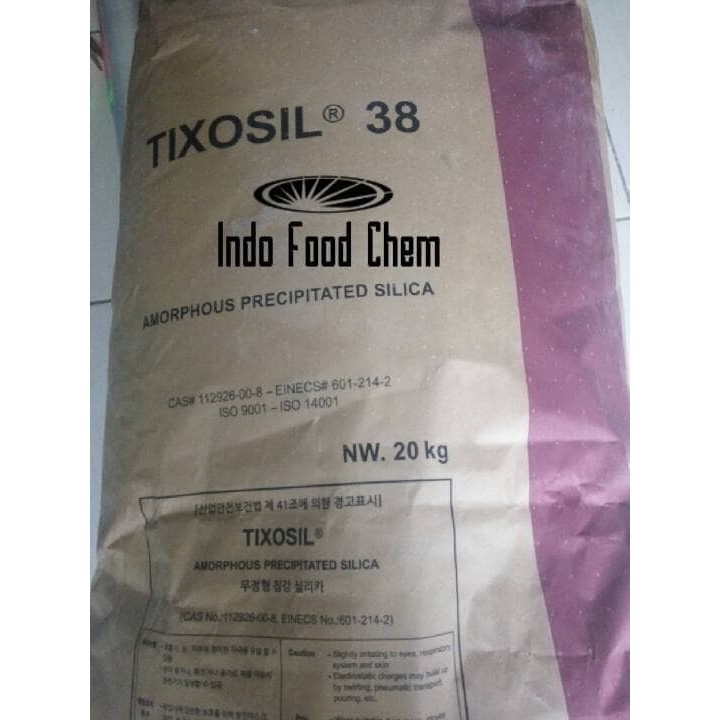 TIXOSIL® 38
Indo Food Chem
AMORPHOUS PRECIPITATED SILICA
CAS# 112926-00-8 – EINECS# 601-214-2
ISO 9001 – ISO 14001
NW. 20 kg
[산업안전보건법 제 41조에 의한 경고표시]
TIXOSIL®
AMORPHOUS PRECIPITATED SILICA
무정형 침강 실리카
(CAS No.:112926-00-8, EINECS No.:601-214-2)
Caution
- Slightly irritating to eyes, respiratory
system and skin
- Electrostatic charges may build up
by swirling, pneumatic transport,
pouring, etc.